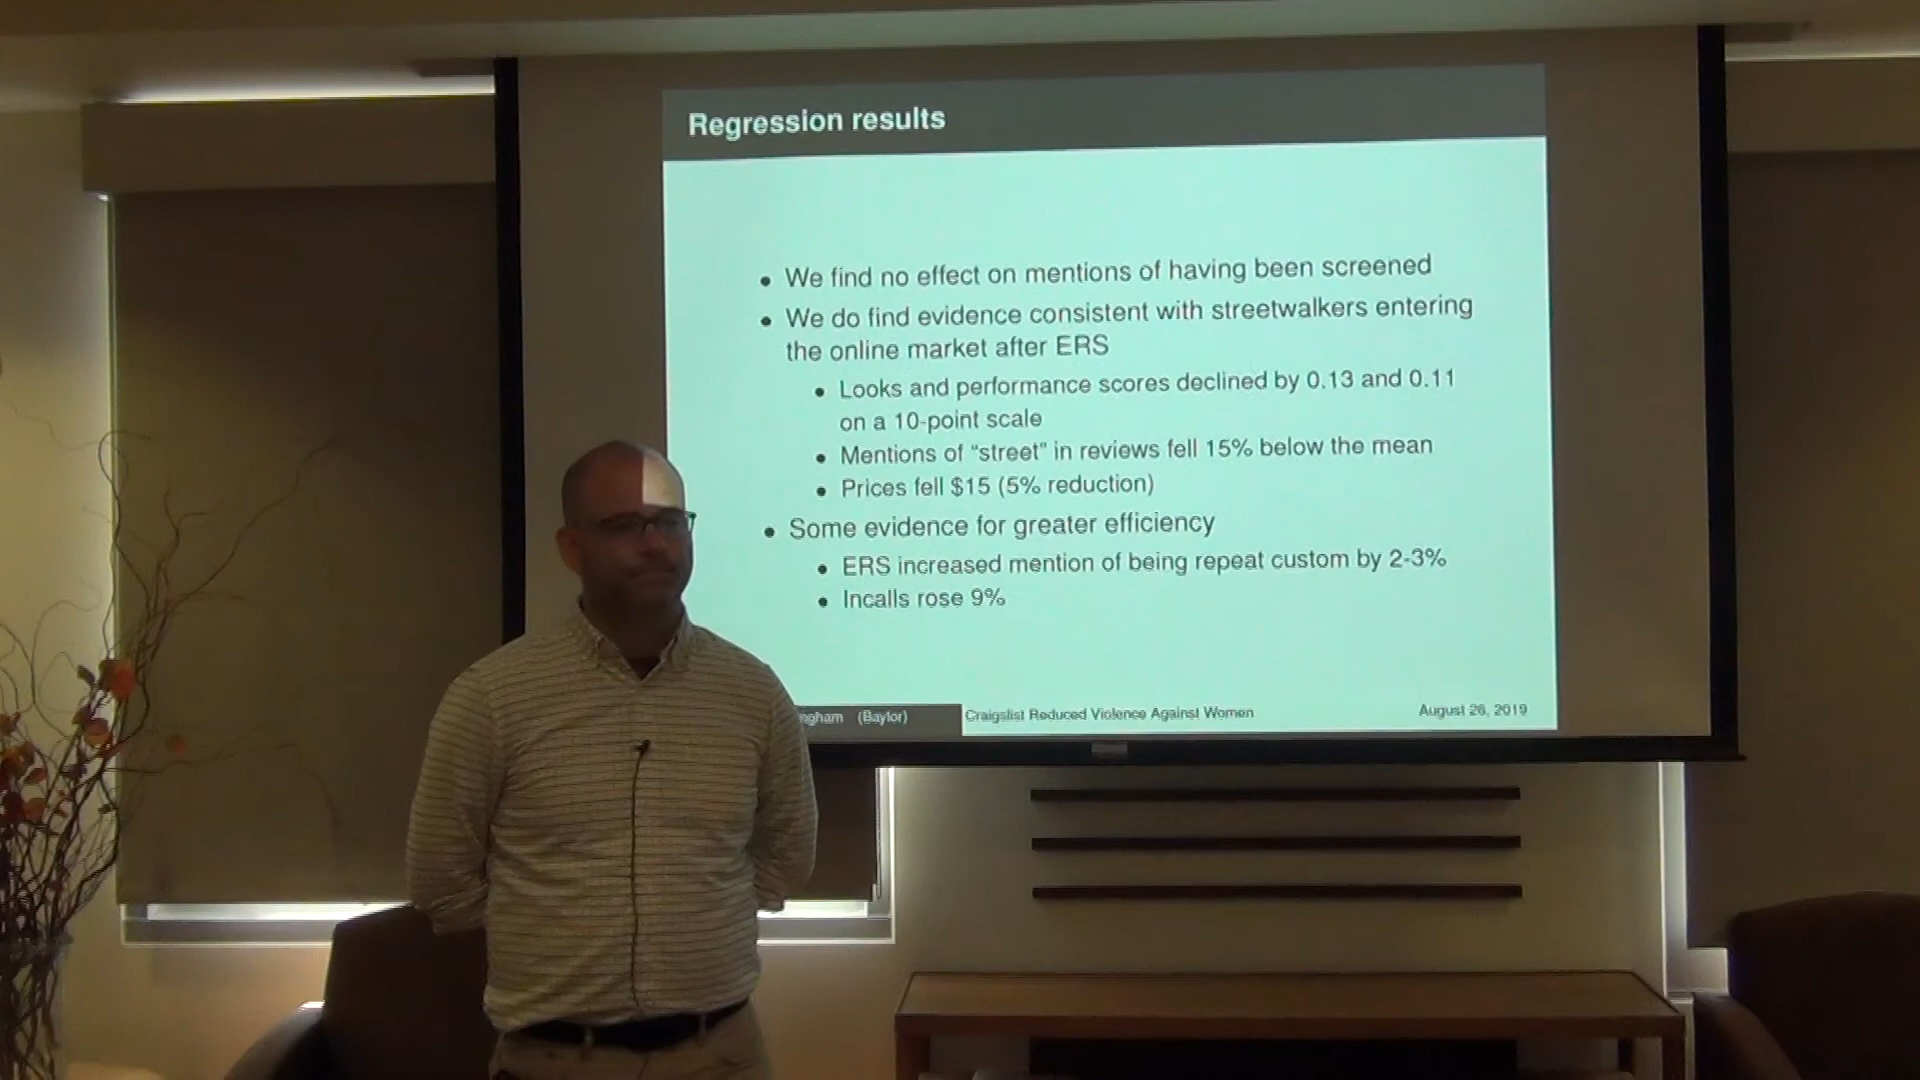 Regression results
• We find no effect on mentions of having been screened
• We do find evidence consistent with streetwalkers entering
the online market after ERS
• Looks and performance scores declined by 0.13 and 0.11
on a 10-point scale
• Mentions of “street” in reviews fell 15% below the mean
• Prices fell $15 (5% reduction)
• Some evidence for greater efficiency
• ERS increased mention of being repeat custom by 2-3%
• Incalls rose 9%
ngham (Baylor) Craigslist Reduced Violence Against Women August 26, 2019